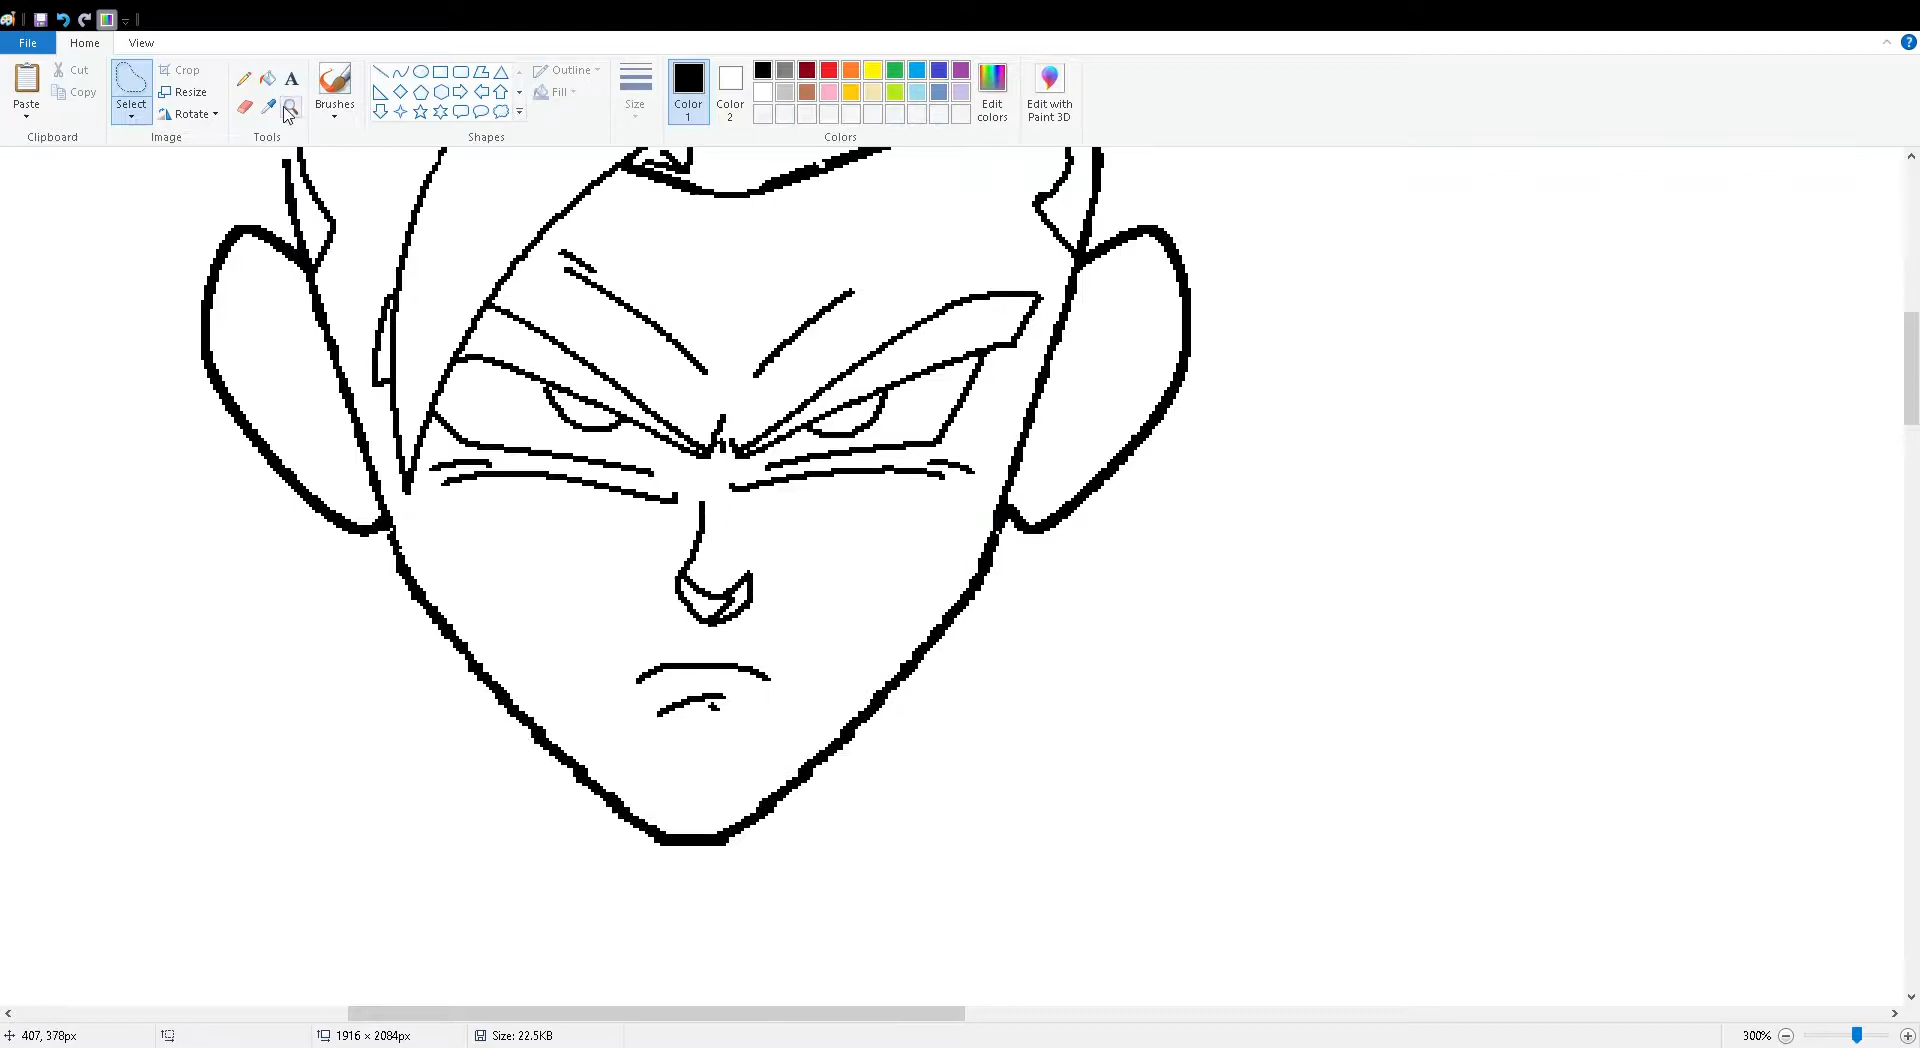 File Home View
Paste Cut Copy
Select Crop Resize Rotate
A
Brushes
Outline Fill
Size
Color 1 Color 2
Edit colors
Edit with Paint 3D
Clipboard Image Tools Shapes Colors
407, 378px 1916 × 2084px Size: 22.5KB 300%